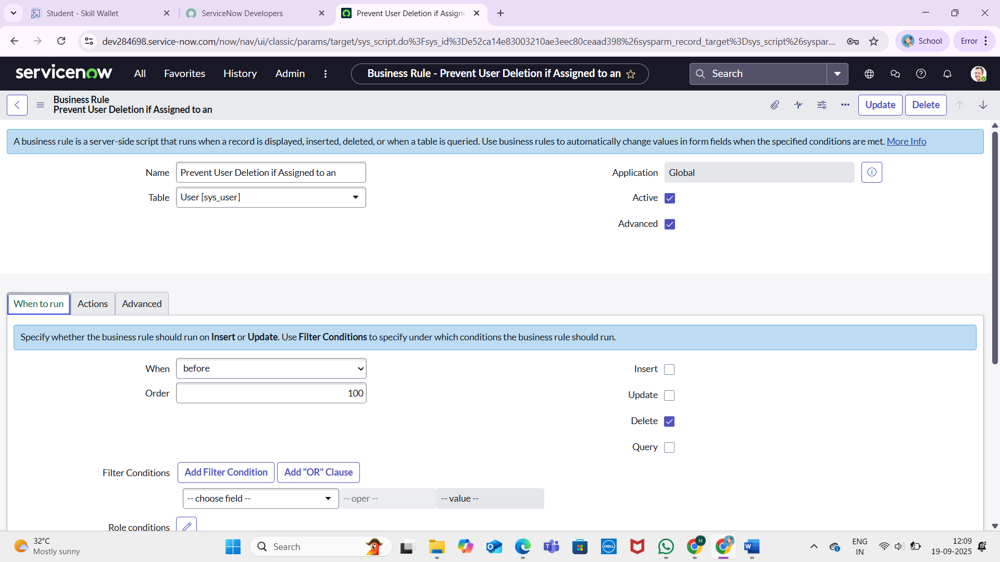 Student - Skill Wallet
ServiceNow Developers
Prevent User Deletion if Assigne
dev284698.service-now.com/now/nav/ui/classic/params/target/sys_script.do%3Fsys_id%3De52ca14e83003210ae3eec80ceaad398%26sysparm_record_target%3Dsys_script%26syspar...
School
Error
servicenow
All
Favorites
History
Admin
Business Rule - Prevent User Deletion if Assigned to an
Search
Business Rule
Prevent User Deletion if Assigned to an
Update
Delete
A business rule is a server-side script that runs when a record is displayed, inserted, deleted, or when a table is queried. Use business rules to automatically change values in form fields when the specified conditions are met. More Info
Name
Prevent User Deletion if Assigned to an
Application
Global
Table
User [sys_user]
Active
Advanced
When to run
Actions
Advanced
Specify whether the business rule should run on Insert or Update. Use Filter Conditions to specify under which conditions the business rule should run.
When
before
Insert
Order
100
Update
Delete
Query
Filter Conditions
Add Filter Condition
Add "OR" Clause
-- choose field --
-- oper --
-- value --
Role conditions
32°C
Mostly sunny
Search
DELL
H
ENG
IN
12:09
19-09-2025